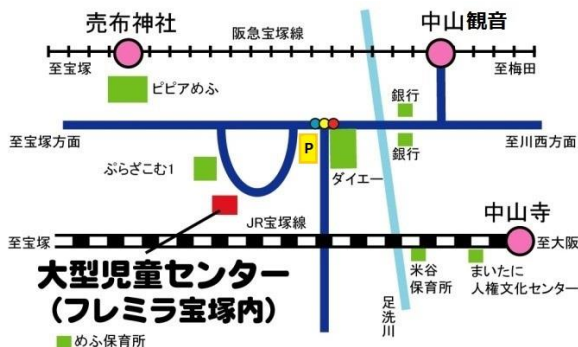 売布神社
阪急宝塚線
中山観音
至宝塚
至梅田
ピピアめふ
銀行
至宝塚方面
P
至川西方面
銀行
ぷらざこむ1
ダイエー
JR宝塚線
中山寺
至宝塚
至大阪
大型児童センター
(フレミラ宝塚内)
米谷
保育所
まいたに
人権文化センター
足洗川
めふ保育所